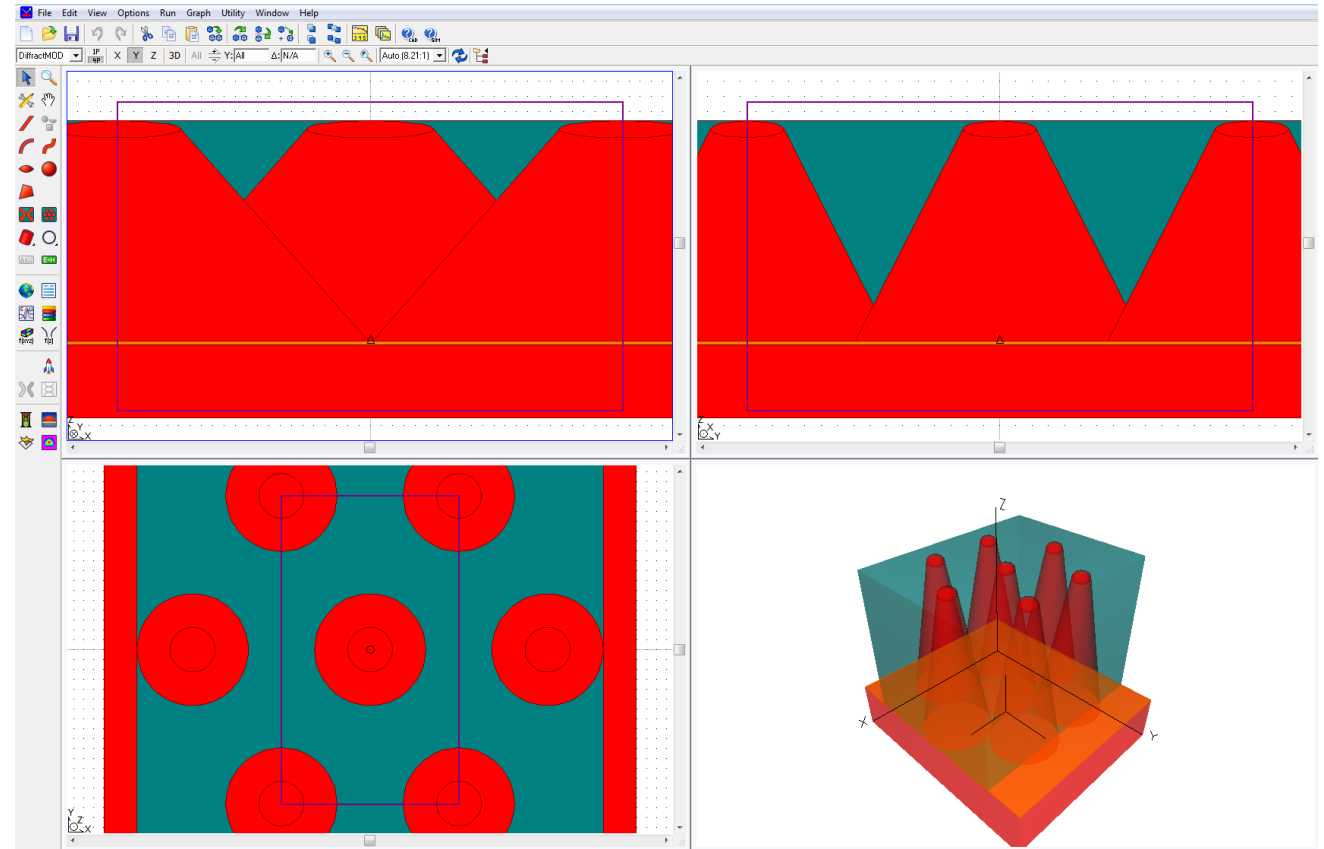 File Edit View Options Run Graph Utility Window Help
DiffractMOD X Y Z 3D All Y: All Δ: N/A Auto (8.21:1)
Z Y X
Z X Y
Y Z X
Z
X
Y